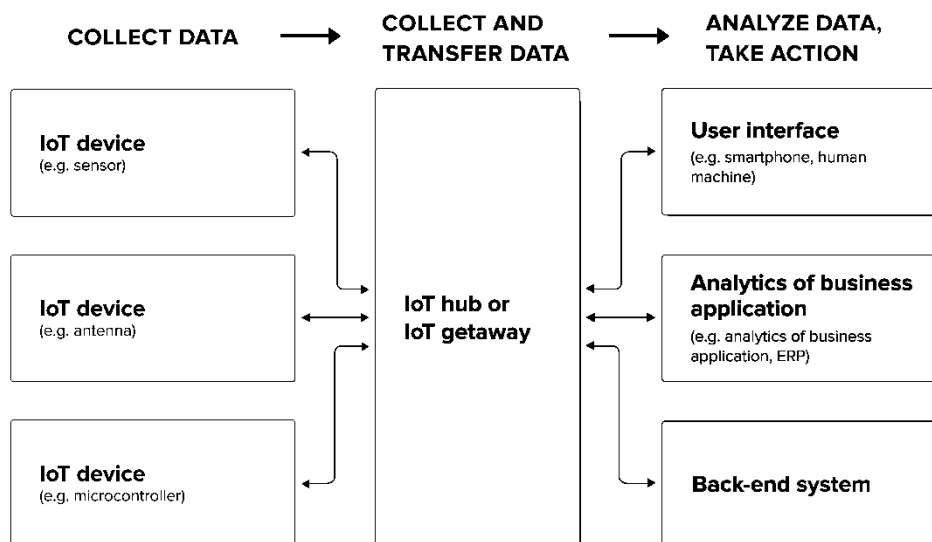 COLLECT DATA
COLLECT AND
TRANSFER DATA
ANALYZE DATA,
TAKE ACTION
IoT device
(e.g. sensor)
IoT device
(e.g. antenna)
IoT device
(e.g. microcontroller)
IoT hub or
IoT getaway
User interface
(e.g. smartphone, human
machine)
Analytics of business
application
(e.g. analytics of business
application, ERP)
Back-end system